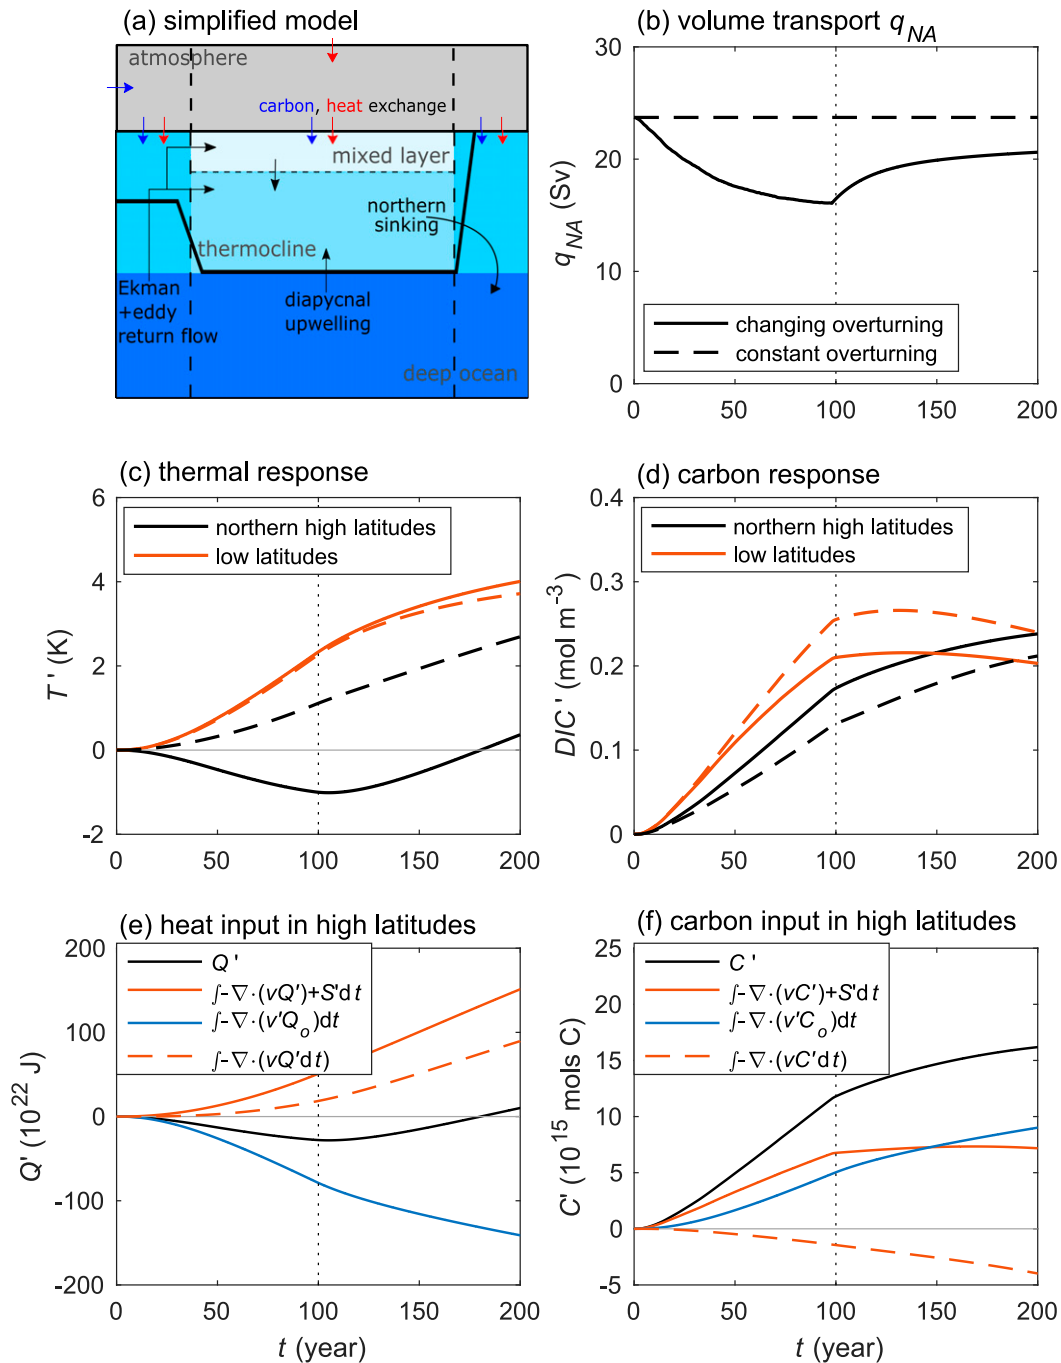 (a) simplified model
atmosphere
carbon, heat exchange
mixed layer
northern
sinking
thermocline
Ekman
+eddy
return flow
diapycnal
upwelling
deep ocean
(b) volume transport q_NA
30
20
10
0
q_NA (Sv)
changing overturning
constant overturning
0 50 100 150 200
(c) thermal response
6
4
2
0
-2
T ' (K)
northern high latitudes
low latitudes
0 50 100 150 200
(d) carbon response
0.4
0.3
0.2
0.1
0
DIC ' (mol m⁻³)
northern high latitudes
low latitudes
0 50 100 150 200
(e) heat input in high latitudes
200
100
0
-100
-200
Q' (10²² J)
Q '
∫-∇·(vQ')+S'dt
∫-∇·(v'Q_o)dt
∫-∇·(vQ'dt)
0 50 100 150 200
t (year)
(f) carbon input in high latitudes
25
20
15
10
5
0
-5
C' (10¹⁵ mols C)
C '
∫-∇·(vC')+S'dt
∫-∇·(v'C_o)dt
∫-∇·(vC'dt)
0 50 100 150 200
t (year)